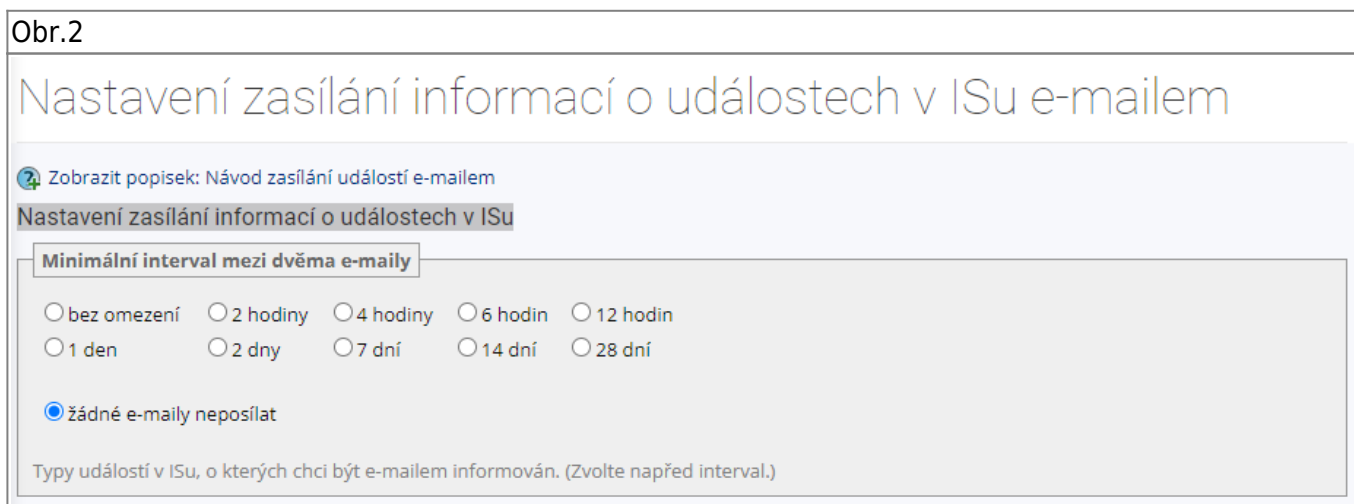 Obr.2
Nastavení zasílání informací o událostech v ISu e-mailem
Zobrazit popisek: Návod zasílání událostí e-mailem
Nastavení zasílání informací o událostech v ISu
Minimální interval mezi dvěma e-maily
bez omezení 2 hodiny 4 hodiny 6 hodin 12 hodin
1 den 2 dny 7 dní 14 dní 28 dní
žádné e-maily neposílat
Typy událostí v ISu, o kterých chci být e-mailem informován. (Zvolte napřed interval.)